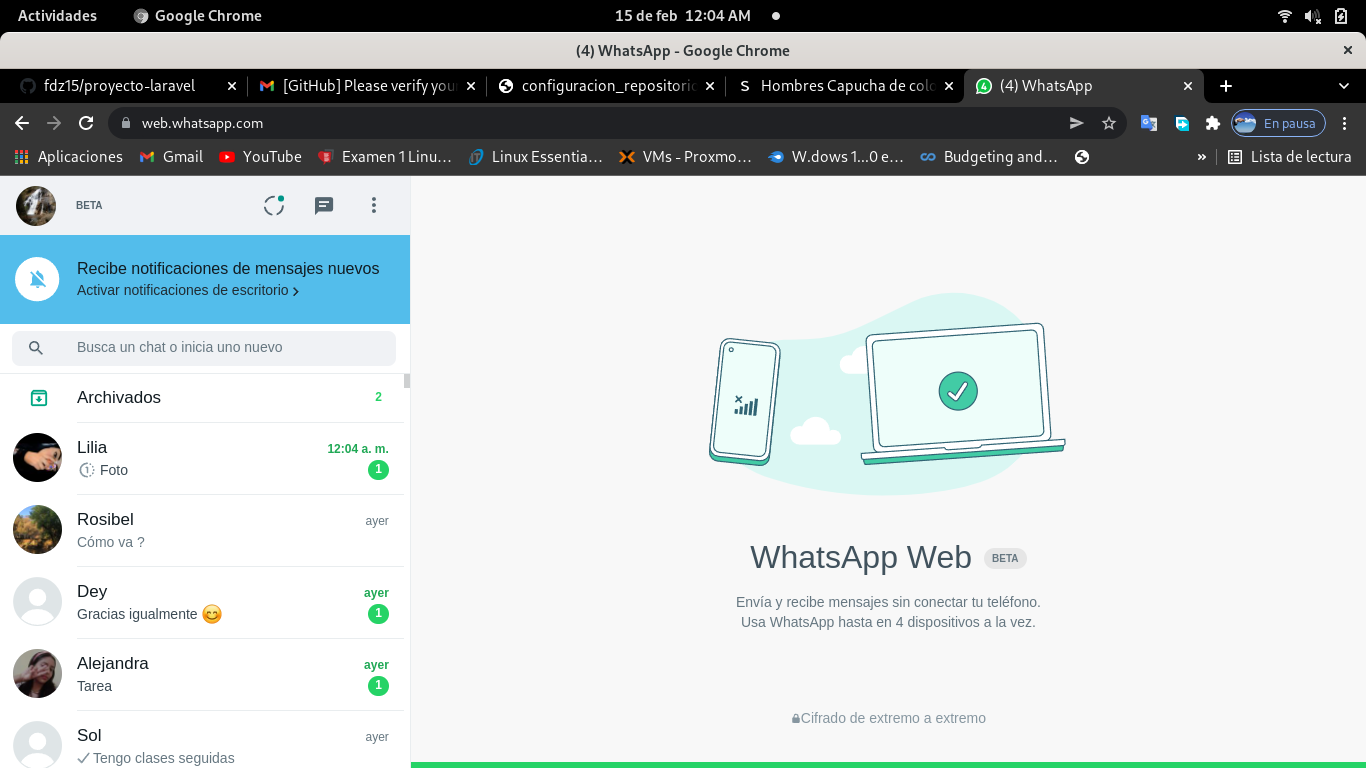 Actividades Google Chrome 15 de feb 12:04 AM
(4) WhatsApp - Google Chrome
fdz15/proyecto-laravel [GitHub] Please verify your configuracion_repositorio S Hombres Capucha de colo (4) WhatsApp
web.whatsapp.com En pausa
Aplicaciones Gmail YouTube Examen 1 Linu… Linux Essentia… VMs - Proxmo… W.dows 1…0 e… Budgeting and… » Lista de lectura
BETA
Recibe notificaciones de mensajes nuevos
Activar notificaciones de escritorio
Busca un chat o inicia uno nuevo
Archivados 2
Lilia 12:04 a. m.
1 Foto 1
Rosibel ayer
Cómo va ?
Dey ayer
Gracias igualmente 😊 1
Alejandra ayer
Tarea 1
Sol ayer
Tengo clases seguidas
WhatsApp Web BETA
Envía y recibe mensajes sin conectar tu teléfono.
Usa WhatsApp hasta en 4 dispositivos a la vez.
Cifrado de extremo a extremo